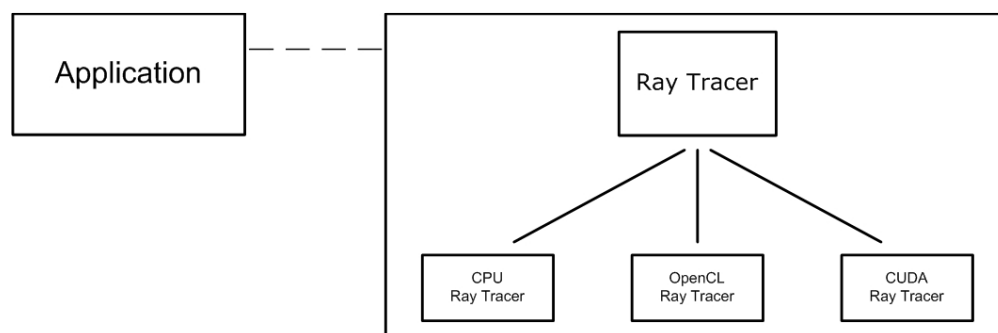 Application
Ray Tracer
CPU
Ray Tracer
OpenCL
Ray Tracer
CUDA
Ray Tracer